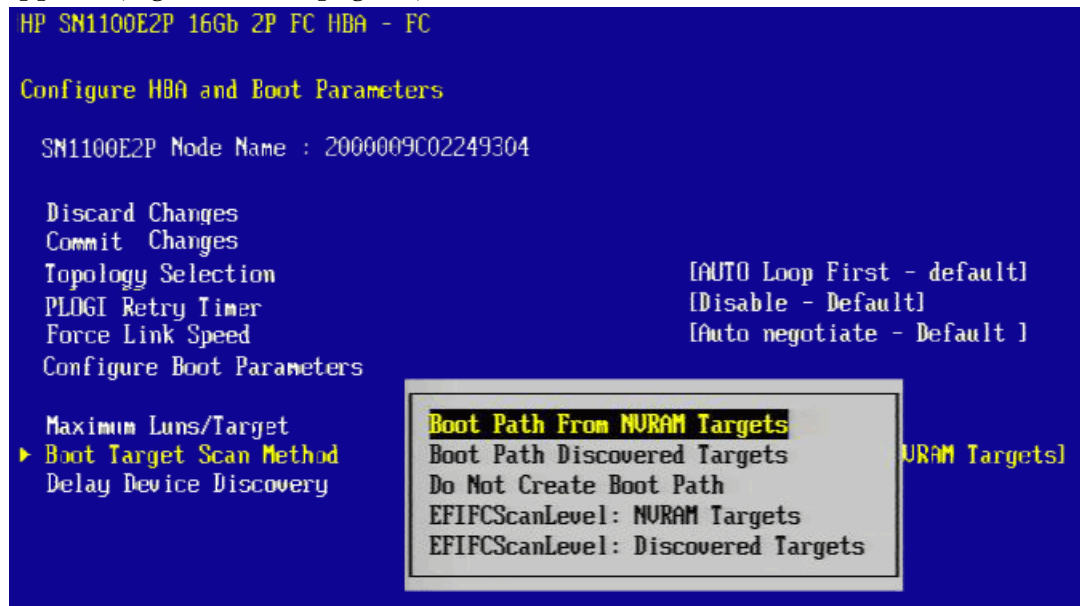 HP SN1100E2P 16Gb 2P FC HBA - FC
Configure HBA and Boot Parameters
SN1100E2P Node Name : 2000009C02249304
Discard Changes
Commit Changes
Topology Selection [AUTO Loop First - default]
PLOGI Retry Timer [Disable - Default]
Force Link Speed [Auto negotiate - Default ]
Configure Boot Parameters
Maximum Luns/Target
Boot Target Scan Method
Delay Device Discovery
Boot Path From NVRAM Targets
Boot Path Discovered Targets
Do Not Create Boot Path
EFIFCScanLevel: NVRAM Targets
EFIFCScanLevel: Discovered Targets
VRAM Targets]